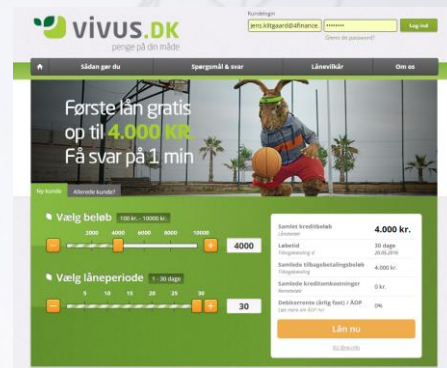 Kundelogin
VIVUS.DK
penge på din måde
jens.klitgaard@4finance.
Log ind
Glemt dit password?
Sådan gør du
Spørgsmål & svar
Lånevilkår
Om os
Første lån gratis
op til 4.000 KR.
Få svar på 1 min
Ny kunde
Allerede kunde?
Vælg beløb
100 kr. - 10000 kr.
2000 4000 6000 8000 10000
4000
Vælg låneperiode
1 - 30 dage
5 10 15 20 25 30
30
Samlet kreditbeløb
4.000 kr.
Løbetid
30 dage
Samlede tilbagebetalingsbeløb
4.000 kr.
Samlede kreditomkostninger
0 kr.
Debitorrente (årlig fast) / ÅOP
0%
Lån nu